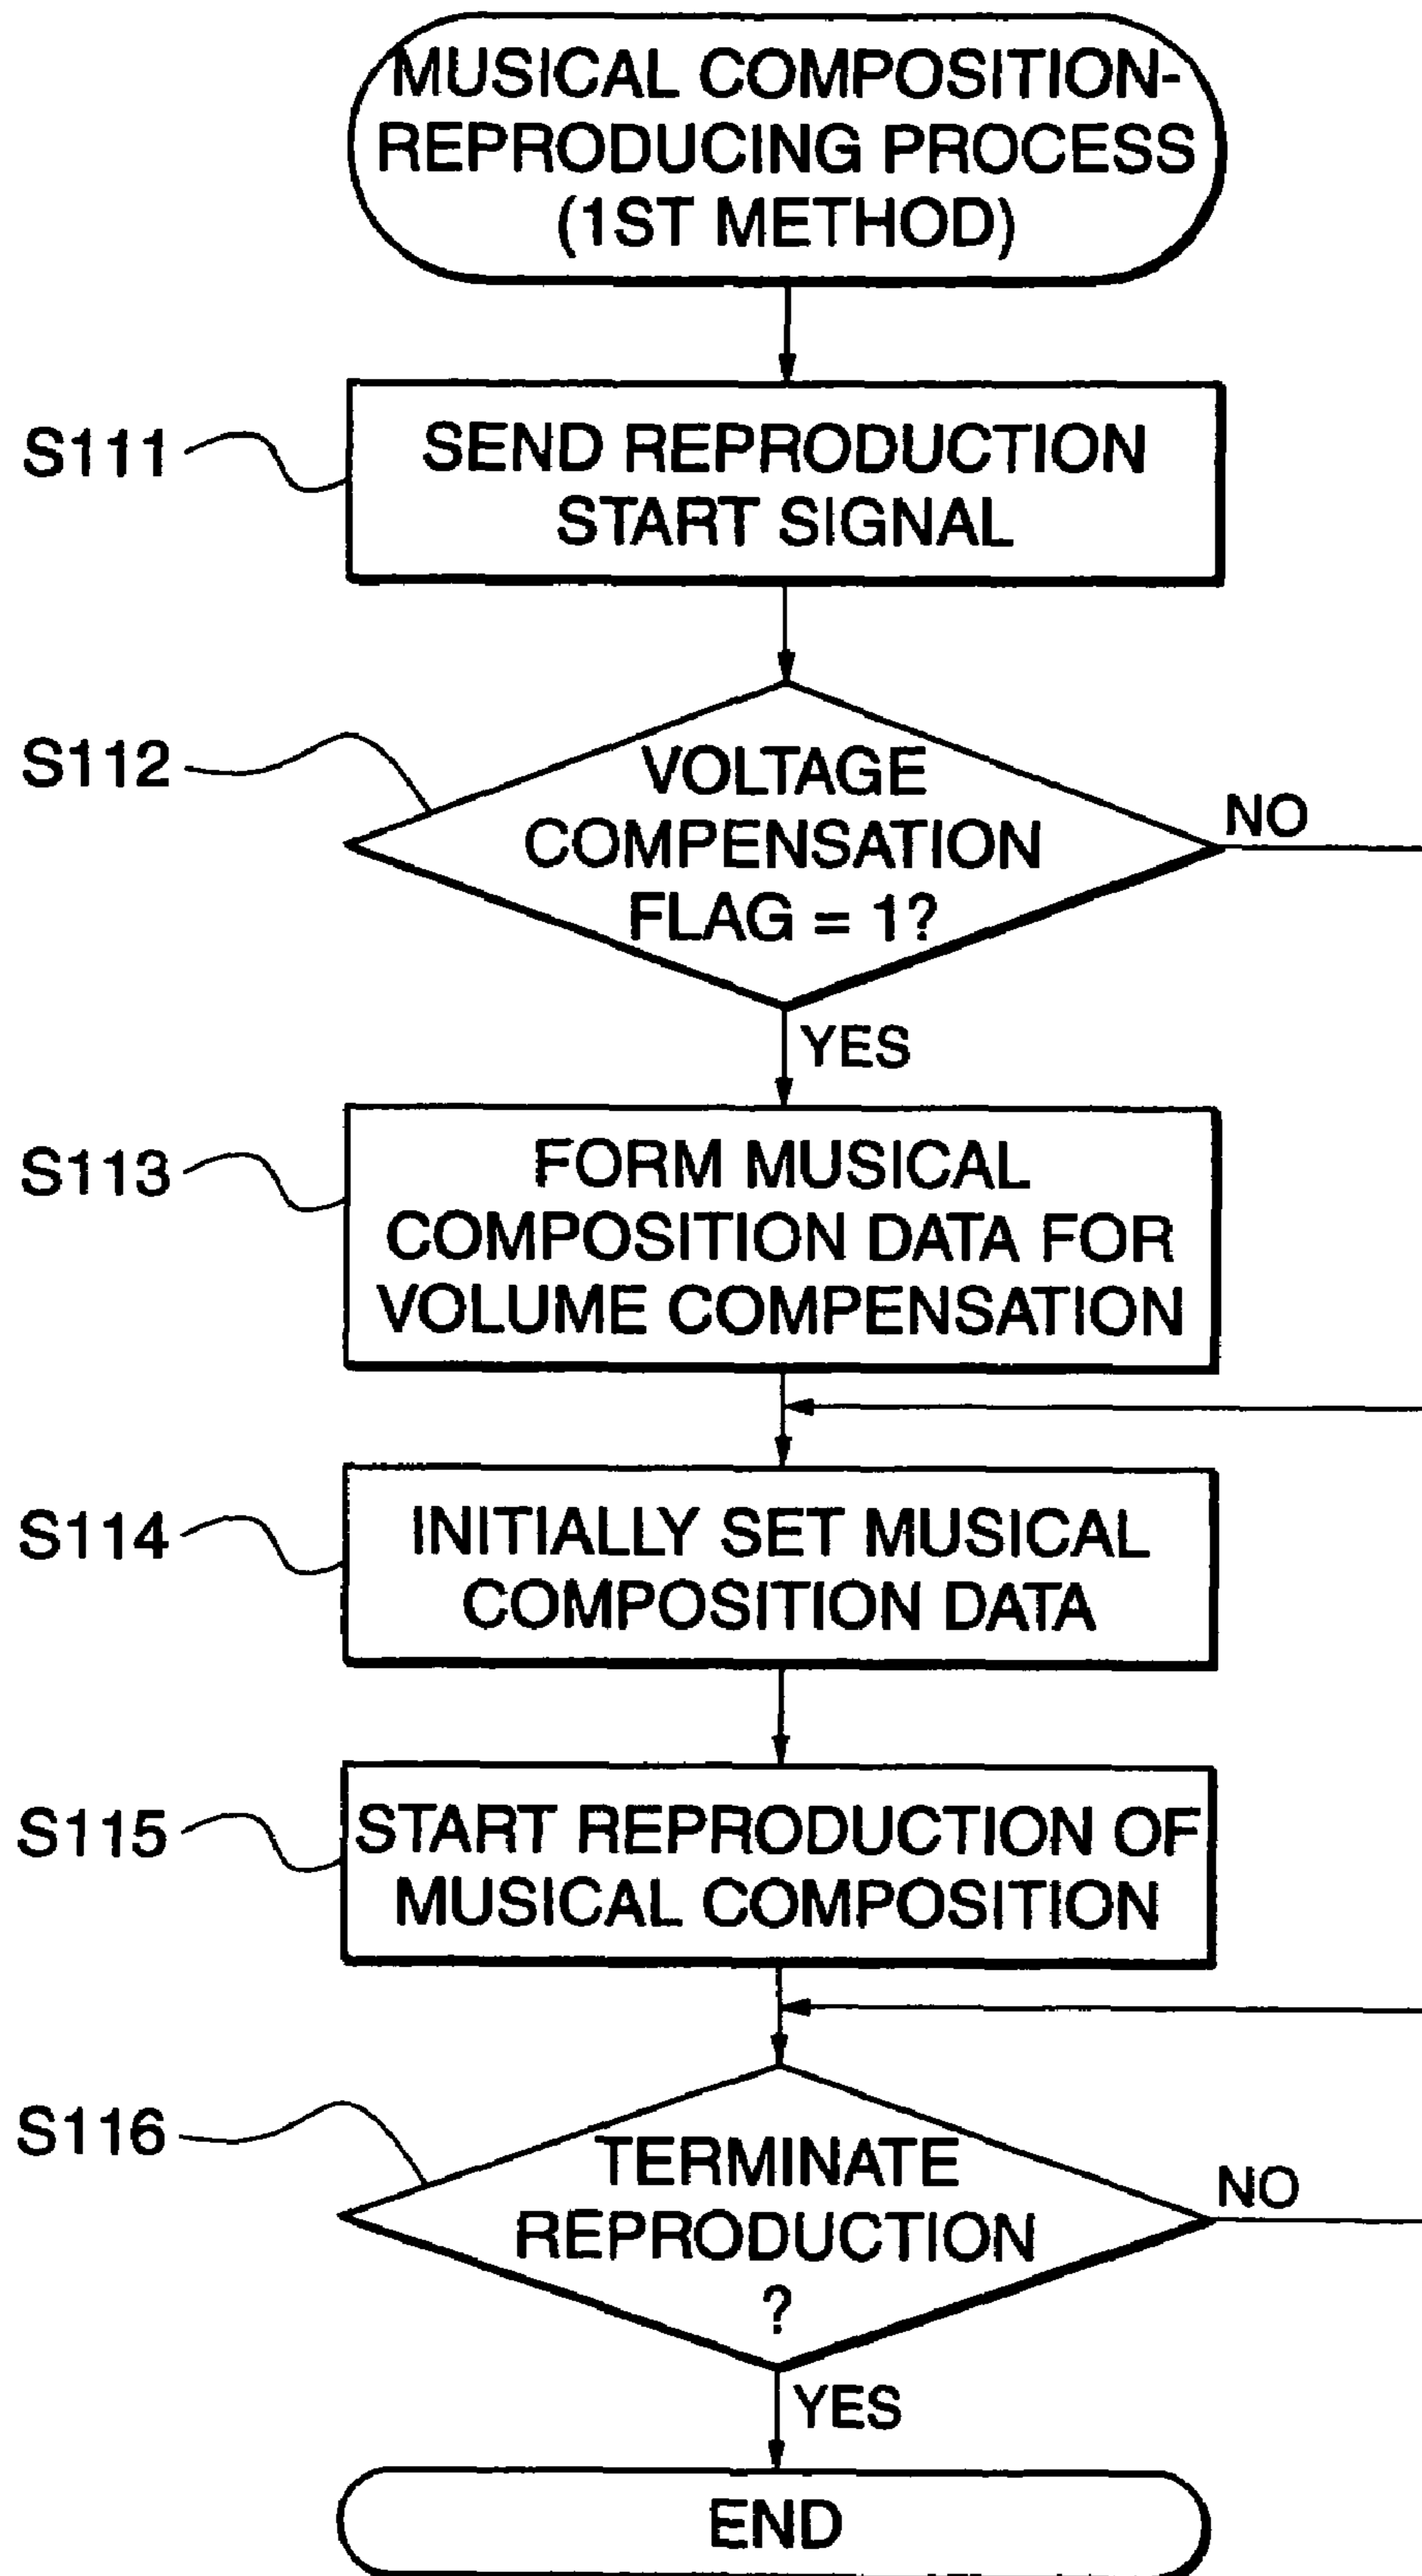 MUSICAL COMPOSITION-
REPRODUCING PROCESS
(1ST METHOD)
S111
SEND REPRODUCTION
START SIGNAL
S112
VOLTAGE
COMPENSATION
FLAG = 1?
NO
YES
S113
FORM MUSICAL
COMPOSITION DATA FOR
VOLUME COMPENSATION
S114
INITIALLY SET MUSICAL
COMPOSITION DATA
S115
START REPRODUCTION OF
MUSICAL COMPOSITION
S116
TERMINATE
REPRODUCTION
?
NO
YES
END